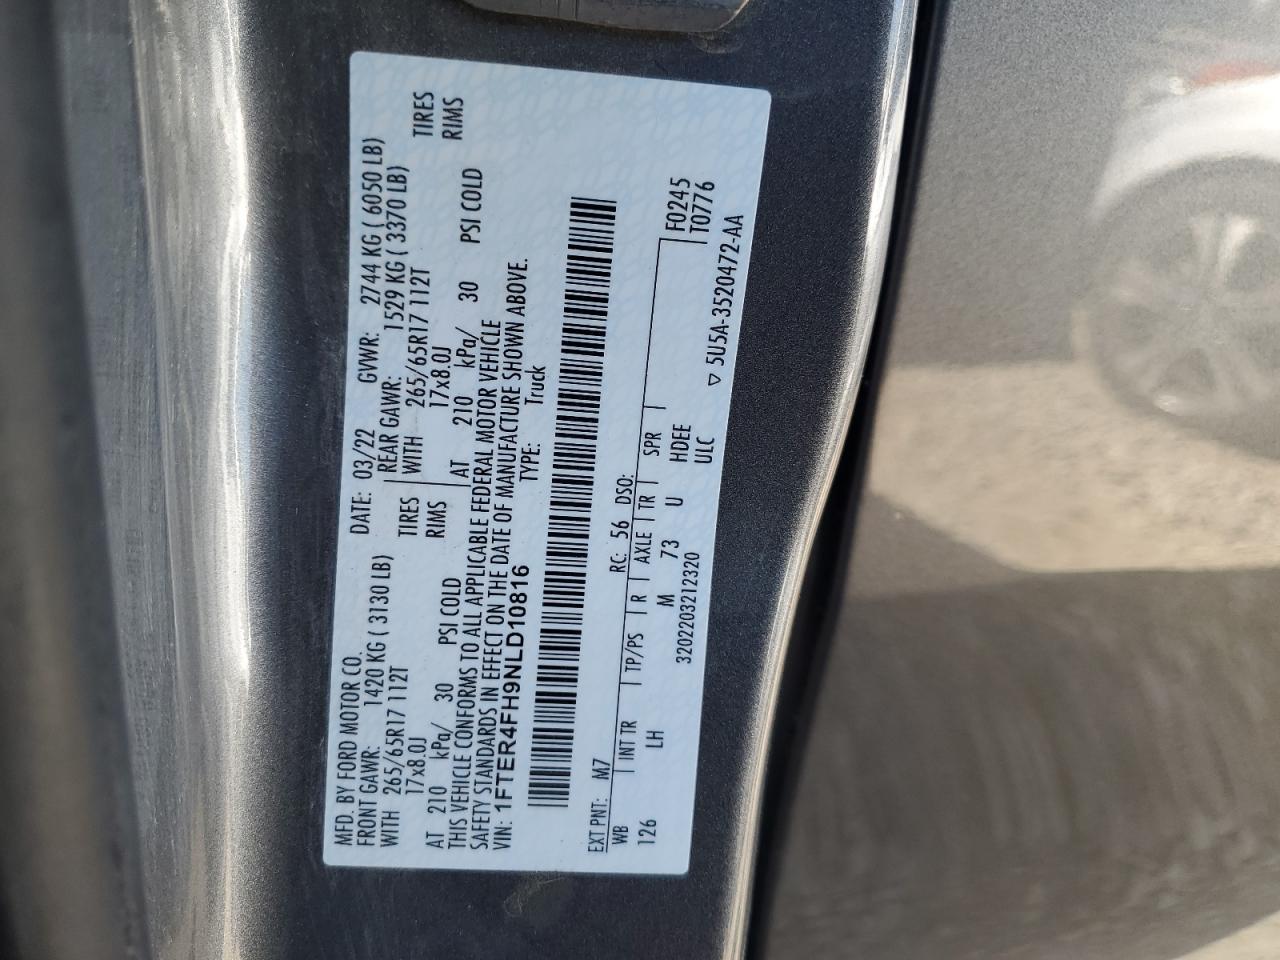 MFD. BY FORD MOTOR CO.
DATE: 03/22 GVWR: 2744 KG ( 6050 LB)
FRONT GAWR: 1420 KG ( 3130 LB) REAR GAWR: 1529 KG ( 3370 LB)
WITH 265/65R17 112T TIRES WITH 265/65R17 112T TIRES
17x8.0J RIMS 17x8.0J RIMS
AT 210 kPa/ 30 PSI COLD AT 210 kPa/ 30 PSI COLD
THIS VEHICLE CONFORMS TO ALL APPLICABLE FEDERAL MOTOR VEHICLE
SAFETY STANDARDS IN EFFECT ON THE DATE OF MANUFACTURE SHOWN ABOVE.
VIN: 1FTER4FH9NLD10816 TYPE: Truck
EXT PNT: M7 RC: 56 DSO:
WB INT TR TP/PS R AXLE TR SPR F0245
126 LH M 73 U HDEE T0776
3202203212320 ULC
▽ 5U5A-3520472-AA